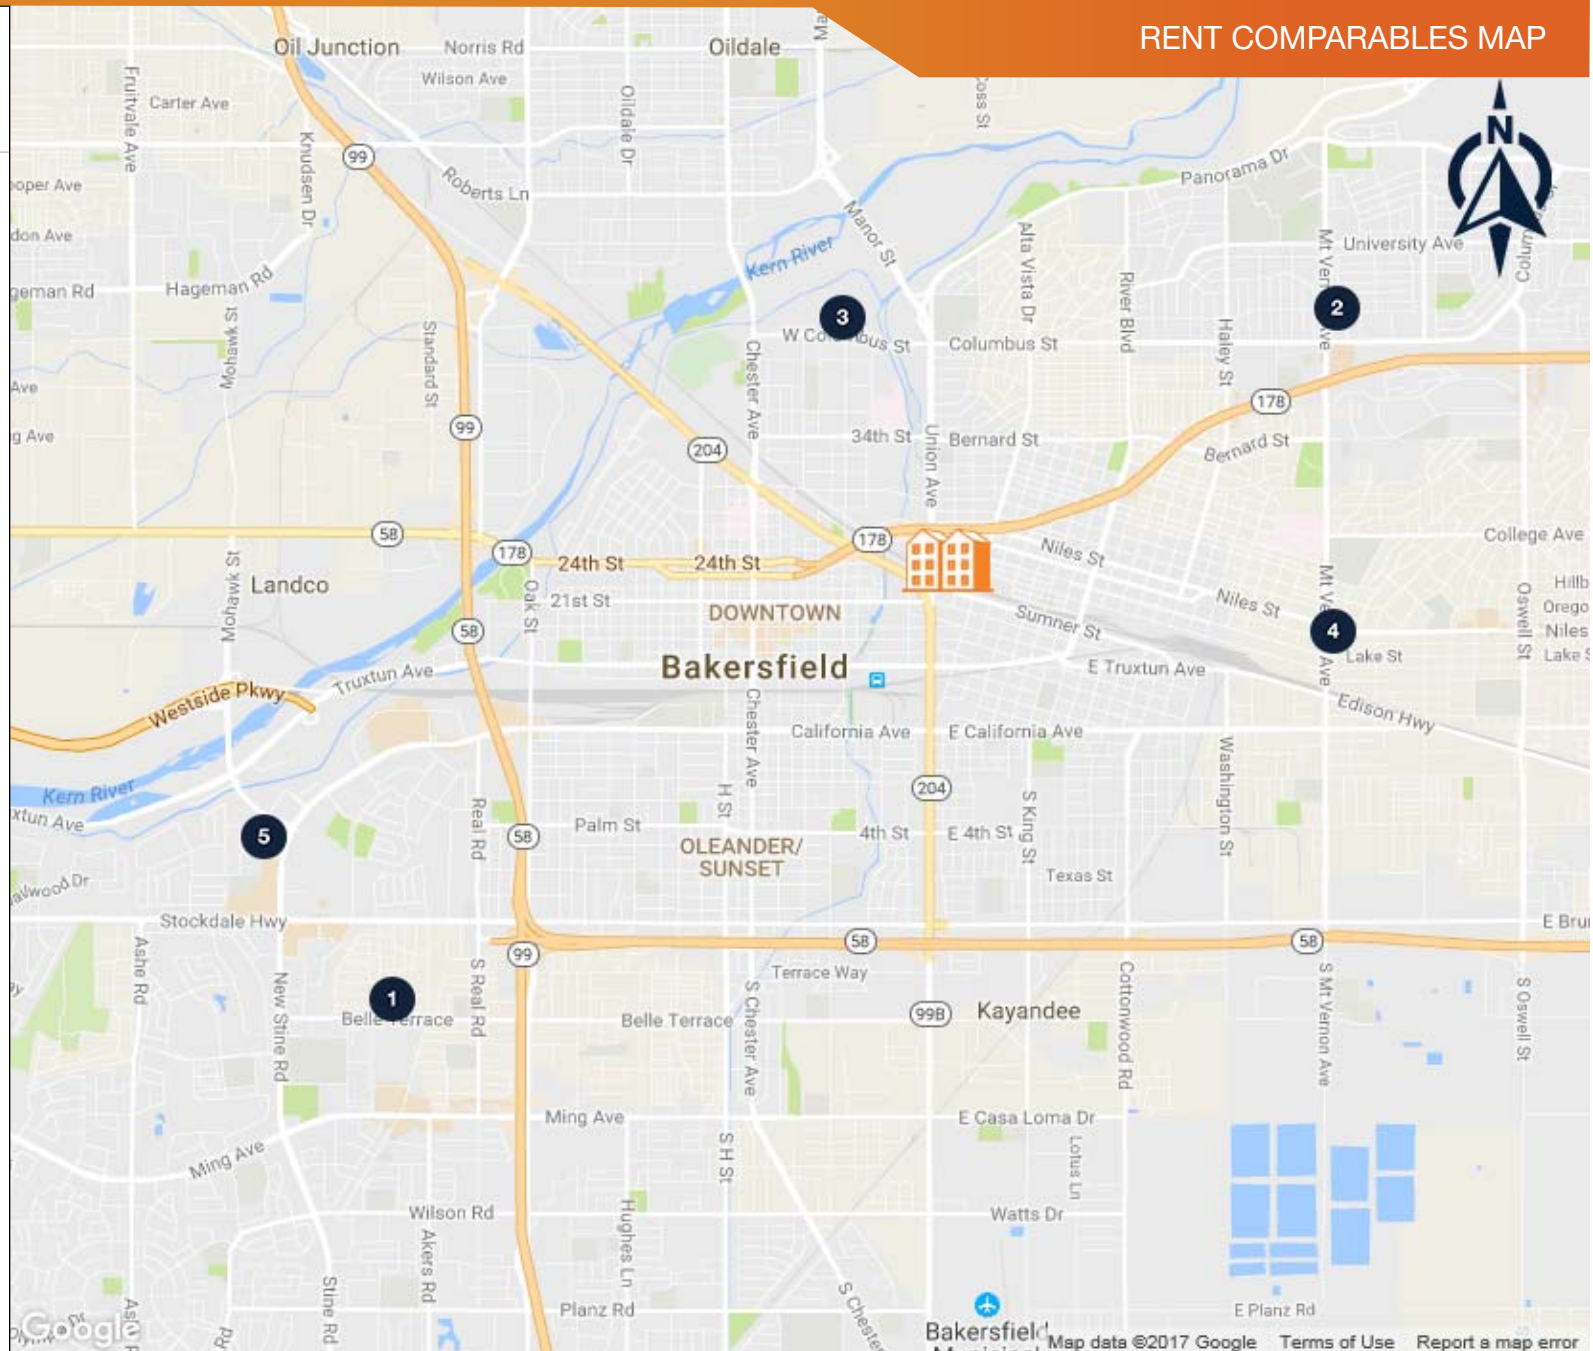 RENT COMPARABLES MAP
Oil Junction
Norris Rd
Oildale
Wilson Ave
Fruitvale Ave
Carter Ave
Knudsen Dr
Oildale Dr
99
N
Roberts Ln
Panorama Dr
Manor St
Kern River
Alta Vista Dr
University Ave
Hageman Rd
Mohawk St
Standard St
River Blvd
Haley St
3
2
W Columbus St
Columbus St
Chester Ave
178
99
204
34th St
Union Ave
Bernard St
Bernard St
58
178
178
24th St
24th St
Niles St
College Ave
Landco
Mohawk St
Oak St
21st St
DOWNTOWN
Niles St
Sumner St
Oswell St
Niles
58
4
Lake St
Bakersfield
E Truxtun Ave
Truxtun Ave
Westside Pkwy
Edison Hwy
Chester Ave
California Ave
E California Ave
Washington St
204
Kern River
H St
S King St
Real Rd
5
58
Palm St
4th St
E 4th St
OLEANDER/
SUNSET
Texas St
Stockdale Hwy
58
58
99
Ashe Rd
New Stine Rd
S Real Rd
Terrace Way
S Chester Ave
Cottonwood Rd
S Mt Vernon Ave
S Oswell St
1
Belle Terrace
Belle Terrace
99B
Kayandee
Ming Ave
E Casa Loma Dr
Ming Ave
S H St
Lotus Ln
Wilson Rd
Akers Rd
Hughes Ln
Watts Dr
Stine Rd
Planz Rd
E Planz Rd
Google
Bakersfield
Map data ©2017 Google
Terms of Use
Report a map error